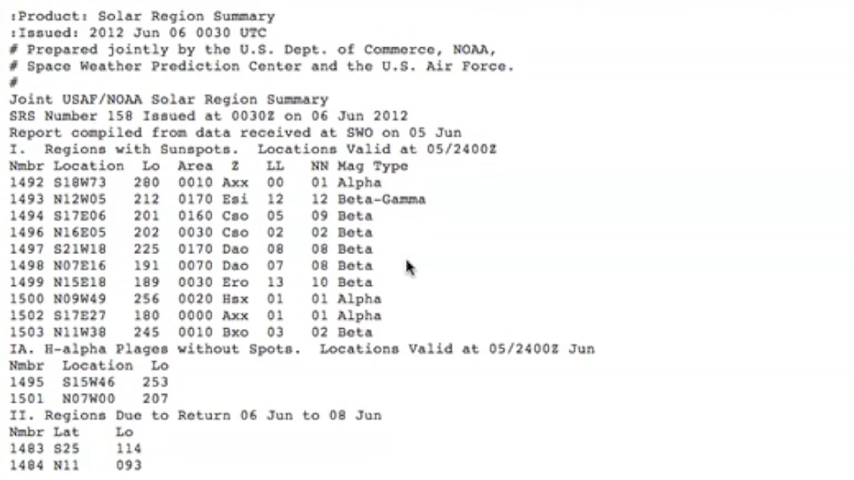 :Product: Solar Region Summary
:Issued: 2012 Jun 06 0030 UTC
# Prepared jointly by the U.S. Dept. of Commerce, NOAA,
# Space Weather Prediction Center and the U.S. Air Force.
#
Joint USAF/NOAA Solar Region Summary
SRS Number 158 Issued at 0030Z on 06 Jun 2012
Report compiled from data received at SWO on 05 Jun
I.  Regions with Sunspots.  Locations Valid at 05/2400Z
Nmbr Location  Lo  Area  Z   LL   NN Mag Type
1492 S18W73   280  0010 Axx  00   01 Alpha
1493 N12W05   212  0170 Esi  12   12 Beta-Gamma
1494 S17E06   201  0160 Cso  05   09 Beta
1496 N16E05   202  0030 Cso  02   02 Beta
1497 S21W18   225  0170 Dao  08   08 Beta
1498 N07E16   191  0070 Dao  07   08 Beta
1499 N15E18   189  0030 Ero  13   10 Beta
1500 N09W49   256  0020 Hsx  01   01 Alpha
1502 S17E27   180  0000 Axx  01   01 Alpha
1503 N11W38   245  0010 Bxo  03   02 Beta
IA. H-alpha Plages without Spots.  Locations Valid at 05/2400Z Jun
Nmbr  Location  Lo
1495  S15W46   253
1501  N07W00   207
II. Regions Due to Return 06 Jun to 08 Jun
Nmbr Lat    Lo
1483 S25    114
1484 N11    093